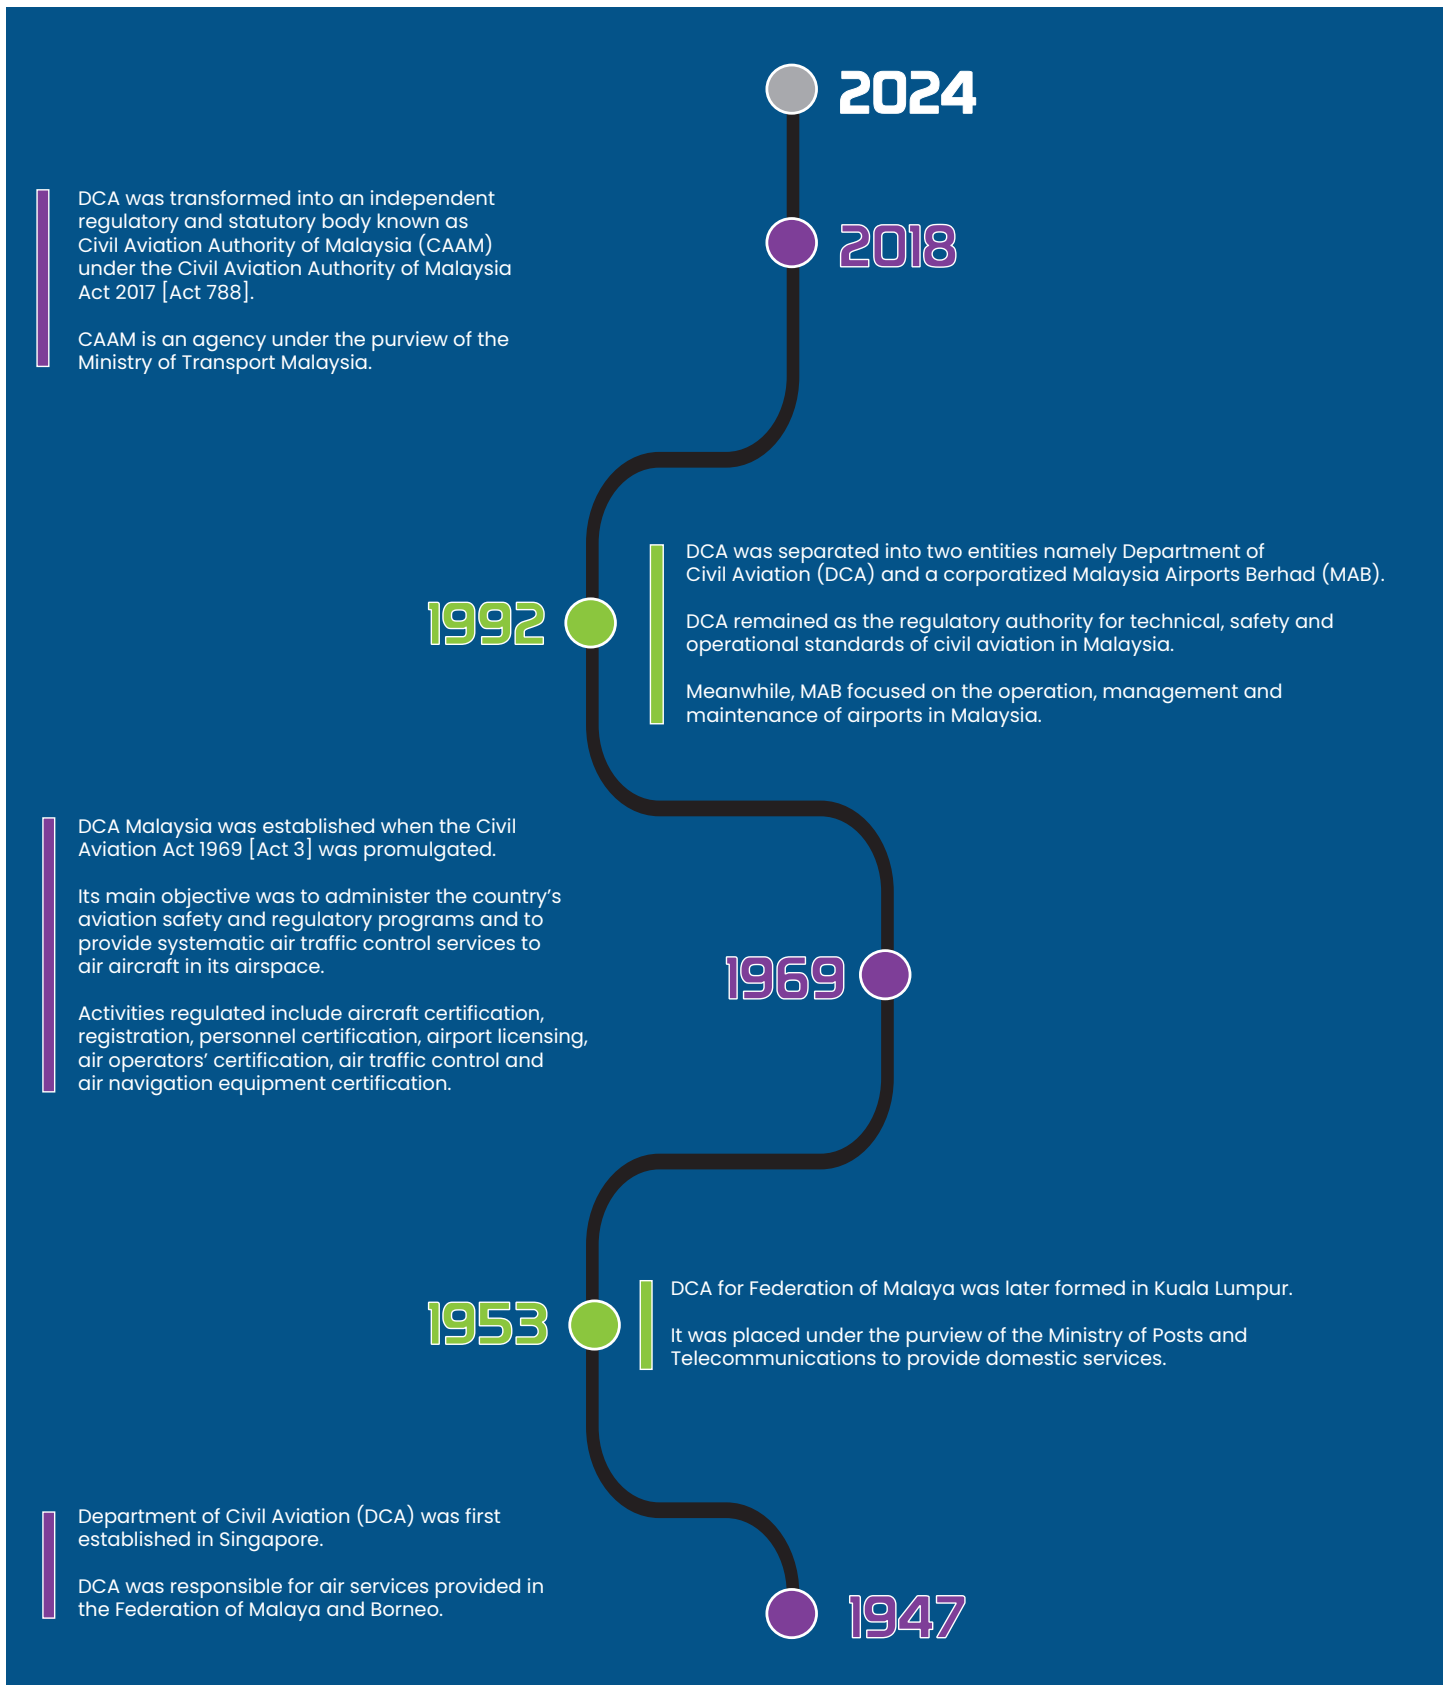 2024
DCA was transformed into an independent
regulatory and statutory body known as
Civil Aviation Authority of Malaysia (CAAM)
under the Civil Aviation Authority of Malaysia
Act 2017 [Act 788].
CAAM is an agency under the purview of the
Ministry of Transport Malaysia.
2018
DCA was separated into two entities namely Department of
Civil Aviation (DCA) and a corporatized Malaysia Airports Berhad (MAB).
DCA remained as the regulatory authority for technical, safety and
operational standards of civil aviation in Malaysia.
Meanwhile, MAB focused on the operation, management and
maintenance of airports in Malaysia.
1992
DCA Malaysia was established when the Civil
Aviation Act 1969 [Act 3] was promulgated.
Its main objective was to administer the country’s
aviation safety and regulatory programs and to
provide systematic air traffic control services to
air aircraft in its airspace.
Activities regulated include aircraft certification,
registration, personnel certification, airport licensing,
air operators’ certification, air traffic control and
air navigation equipment certification.
1969
DCA for Federation of Malaya was later formed in Kuala Lumpur.
It was placed under the purview of the Ministry of Posts and
Telecommunications to provide domestic services.
1953
Department of Civil Aviation (DCA) was first
established in Singapore.
DCA was responsible for air services provided in
the Federation of Malaya and Borneo.
1947